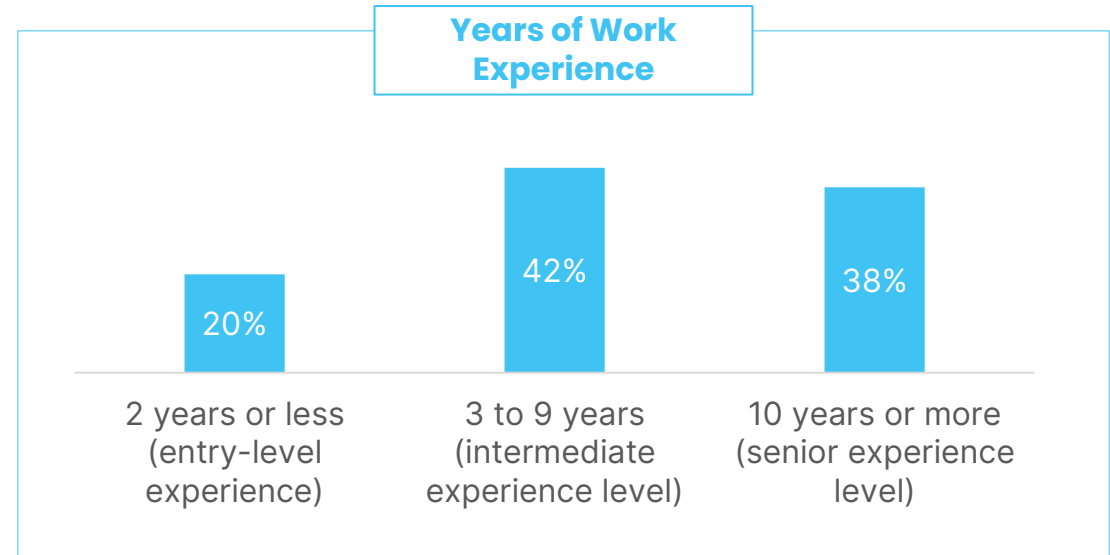 Years of Work
Experience
20%
42%
38%
2 years or less
(entry-level
experience)
3 to 9 years
(intermediate
experience level)
10 years or more
(senior experience
level)